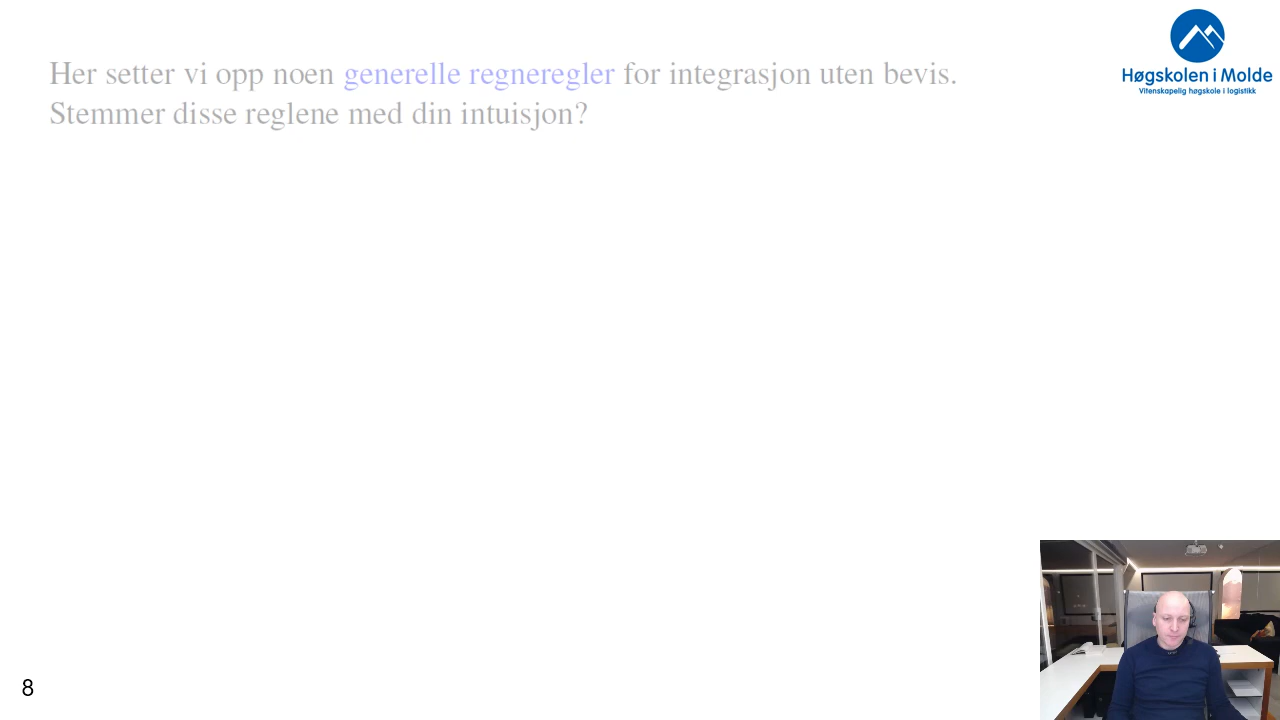 Her setter vi opp noen generelle regneregler for integrasjon uten bevis.
Stemmer disse reglene med din intuisjon?
Høgskolen i Molde
Vitenskapelig høgskole i logistikk
8